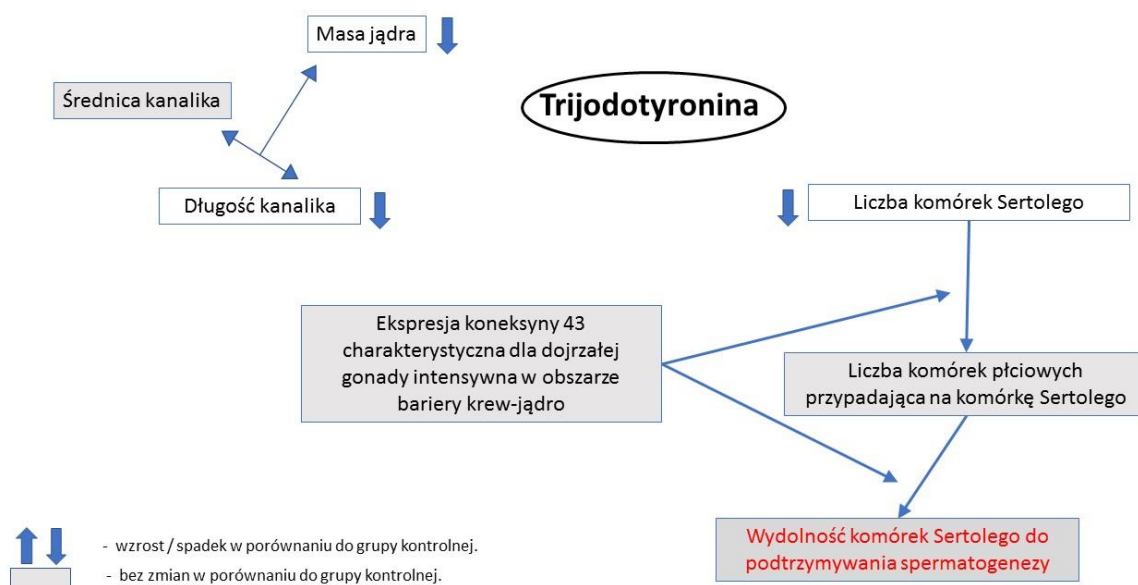 Masa jądra
Średnica kanalika
Trijodotyronina
Długość kanalika
Liczba komórek Sertolego
Ekspresja koneksyny 43
charakterystyczna dla dojrzałej
gonady intensywna w obszarze
bariery krew-jądro
Liczba komórek płciowych
przypadająca na komórkę Sertolego
Wydolność komórek Sertolego do
podtrzymywania spermatogenezy
- wzrost / spadek w porównaniu do grupy kontrolnej.
- bez zmian w porównaniu do grupy kontrolnej.